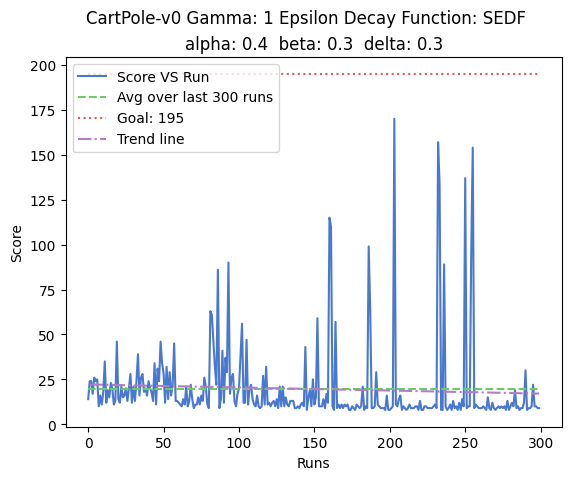 CartPole-v0 Gamma: 1 Epsilon Decay Function: SEDF
alpha: 0.4 beta: 0.3 delta: 0.3
Score VS Run
Avg over last 300 runs
Goal: 195
Trend line
Score
200
175
150
125
100
75
50
25
0
0 50 100 150 200 250 300
Runs